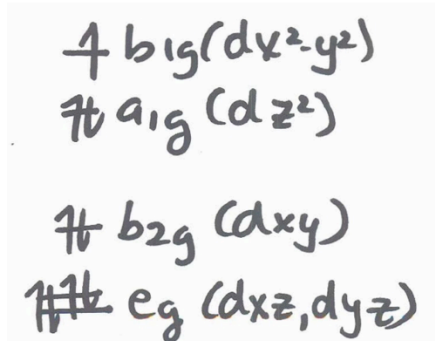 ↿ b1g(dx²-y²)
⥮ a1g (dz²)
⥮ b2g (dxy)
⥮⥮ eg (dxz,dyz)